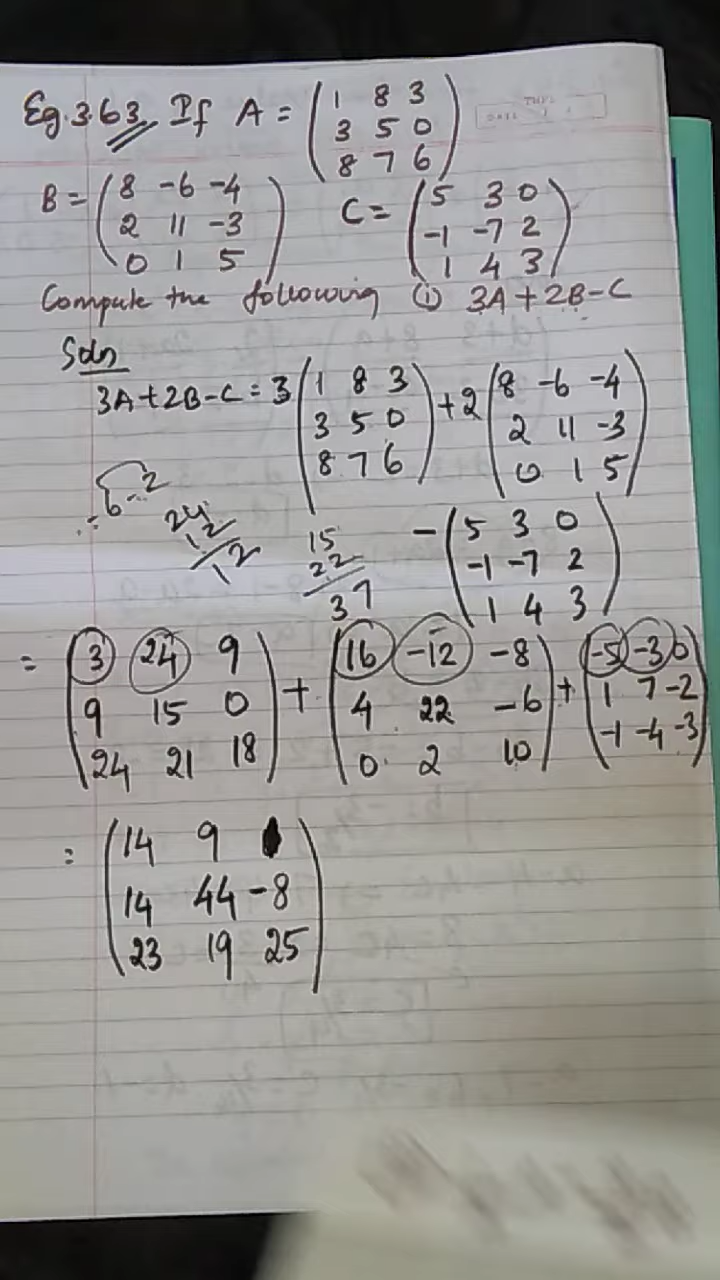 Eg.3.63 If A = (1 8 3
3 5 0
8 7 6)
B = (8 -6 -4
2 11 -3
0 1 5)
C = (5 3 0
-1 -7 2
1 4 3)
Compute the following (i) 3A+2B-C
Soln
3A+2B-C = 3 (1 8 3
3 5 0
8 7 6)
+2 (8 -6 -4
2 11 -3
0 1 5)
- (5 3 0
-1 -7 2
1 4 3)
-6-2
24
12
12
15
22
37
= (3 24 9
9 15 0
24 21 18)
+ (16 -12 -8
4 22 -6
0 2 10)
+ (-5 -3 0
1 7 -2
-1 -4 -3)
= (14 9
14 44 -8
23 19 25)